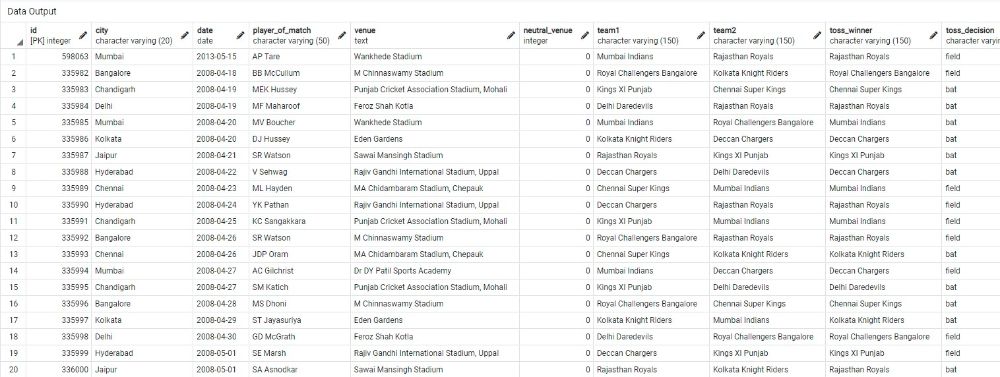 Data Output
id city date player_of_match venue neutral_venue team1 team2 toss_winner toss_decision
[PK] integer character varying (20) date character varying (50) text integer character varying (150) character varying (150) character varying (150) character varyin
1 598063 Mumbai 2013-05-15 AP Tare Wankhede Stadium 0 Mumbai Indians Rajasthan Royals Rajasthan Royals field
2 335982 Bangalore 2008-04-18 BB McCullum M Chinnaswamy Stadium 0 Royal Challengers Bangalore Kolkata Knight Riders Royal Challengers Bangalore field
3 335983 Chandigarh 2008-04-19 MEK Hussey Punjab Cricket Association Stadium, Mohali 0 Kings XI Punjab Chennai Super Kings Chennai Super Kings bat
4 335984 Delhi 2008-04-19 MF Maharoof Feroz Shah Kotla 0 Delhi Daredevils Rajasthan Royals Rajasthan Royals bat
5 335985 Mumbai 2008-04-20 MV Boucher Wankhede Stadium 0 Mumbai Indians Royal Challengers Bangalore Mumbai Indians bat
6 335986 Kolkata 2008-04-20 DJ Hussey Eden Gardens 0 Kolkata Knight Riders Deccan Chargers Deccan Chargers bat
7 335987 Jaipur 2008-04-21 SR Watson Sawai Mansingh Stadium 0 Rajasthan Royals Kings XI Punjab Kings XI Punjab bat
8 335988 Hyderabad 2008-04-22 V Sehwag Rajiv Gandhi International Stadium, Uppal 0 Deccan Chargers Delhi Daredevils Deccan Chargers bat
9 335989 Chennai 2008-04-23 ML Hayden MA Chidambaram Stadium, Chepauk 0 Chennai Super Kings Mumbai Indians Mumbai Indians field
10 335990 Hyderabad 2008-04-24 YK Pathan Rajiv Gandhi International Stadium, Uppal 0 Deccan Chargers Rajasthan Royals Rajasthan Royals field
11 335991 Chandigarh 2008-04-25 KC Sangakkara Punjab Cricket Association Stadium, Mohali 0 Kings XI Punjab Mumbai Indians Mumbai Indians field
12 335992 Bangalore 2008-04-26 SR Watson M Chinnaswamy Stadium 0 Royal Challengers Bangalore Rajasthan Royals Rajasthan Royals field
13 335993 Chennai 2008-04-26 JDP Oram MA Chidambaram Stadium, Chepauk 0 Chennai Super Kings Kolkata Knight Riders Kolkata Knight Riders bat
14 335994 Mumbai 2008-04-27 AC Gilchrist Dr DY Patil Sports Academy 0 Mumbai Indians Deccan Chargers Deccan Chargers field
15 335995 Chandigarh 2008-04-27 SM Katich Punjab Cricket Association Stadium, Mohali 0 Kings XI Punjab Delhi Daredevils Delhi Daredevils bat
16 335996 Bangalore 2008-04-28 MS Dhoni M Chinnaswamy Stadium 0 Royal Challengers Bangalore Chennai Super Kings Chennai Super Kings bat
17 335997 Kolkata 2008-04-29 ST Jayasuriya Eden Gardens 0 Kolkata Knight Riders Mumbai Indians Kolkata Knight Riders bat
18 335998 Delhi 2008-04-30 GD McGrath Feroz Shah Kotla 0 Delhi Daredevils Royal Challengers Bangalore Royal Challengers Bangalore field
19 335999 Hyderabad 2008-05-01 SE Marsh Rajiv Gandhi International Stadium, Uppal 0 Deccan Chargers Kings XI Punjab Kings XI Punjab field
20 336000 Jaipur 2008-05-01 SA Asnodkar Sawai Mansingh Stadium 0 Rajasthan Royals Kolkata Knight Riders Rajasthan Royals bat